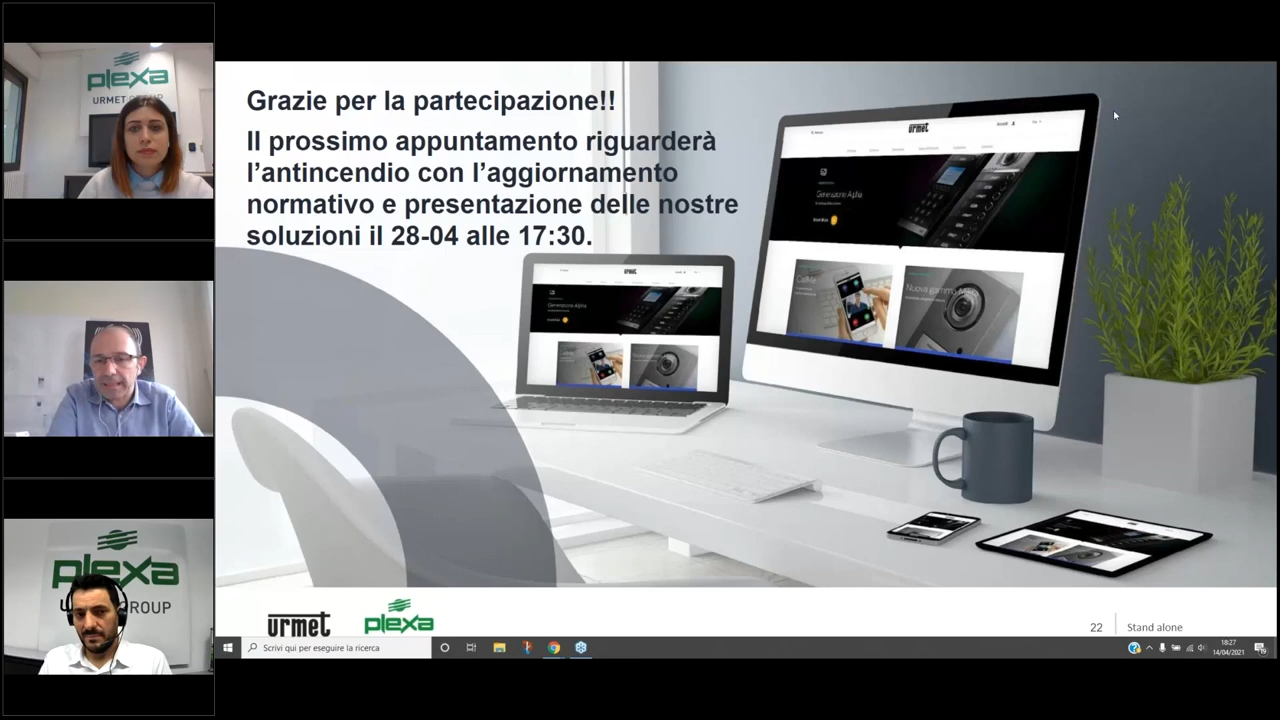 plexa
URMET GROUP
plexa
GROUP
Grazie per la partecipazione!!
Il prossimo appuntamento riguarderà
l’antincendio con l’aggiornamento
normativo e presentazione delle nostre
soluzioni il 28-04 alle 17:30.
urmet
Generazione Alpha
CallMe
Nuova gamma Mikra
urmet
Generazione Alpha
urmet plexa
22 Stand alone
Scrivi qui per eseguire la ricerca
18:27
14/04/2021